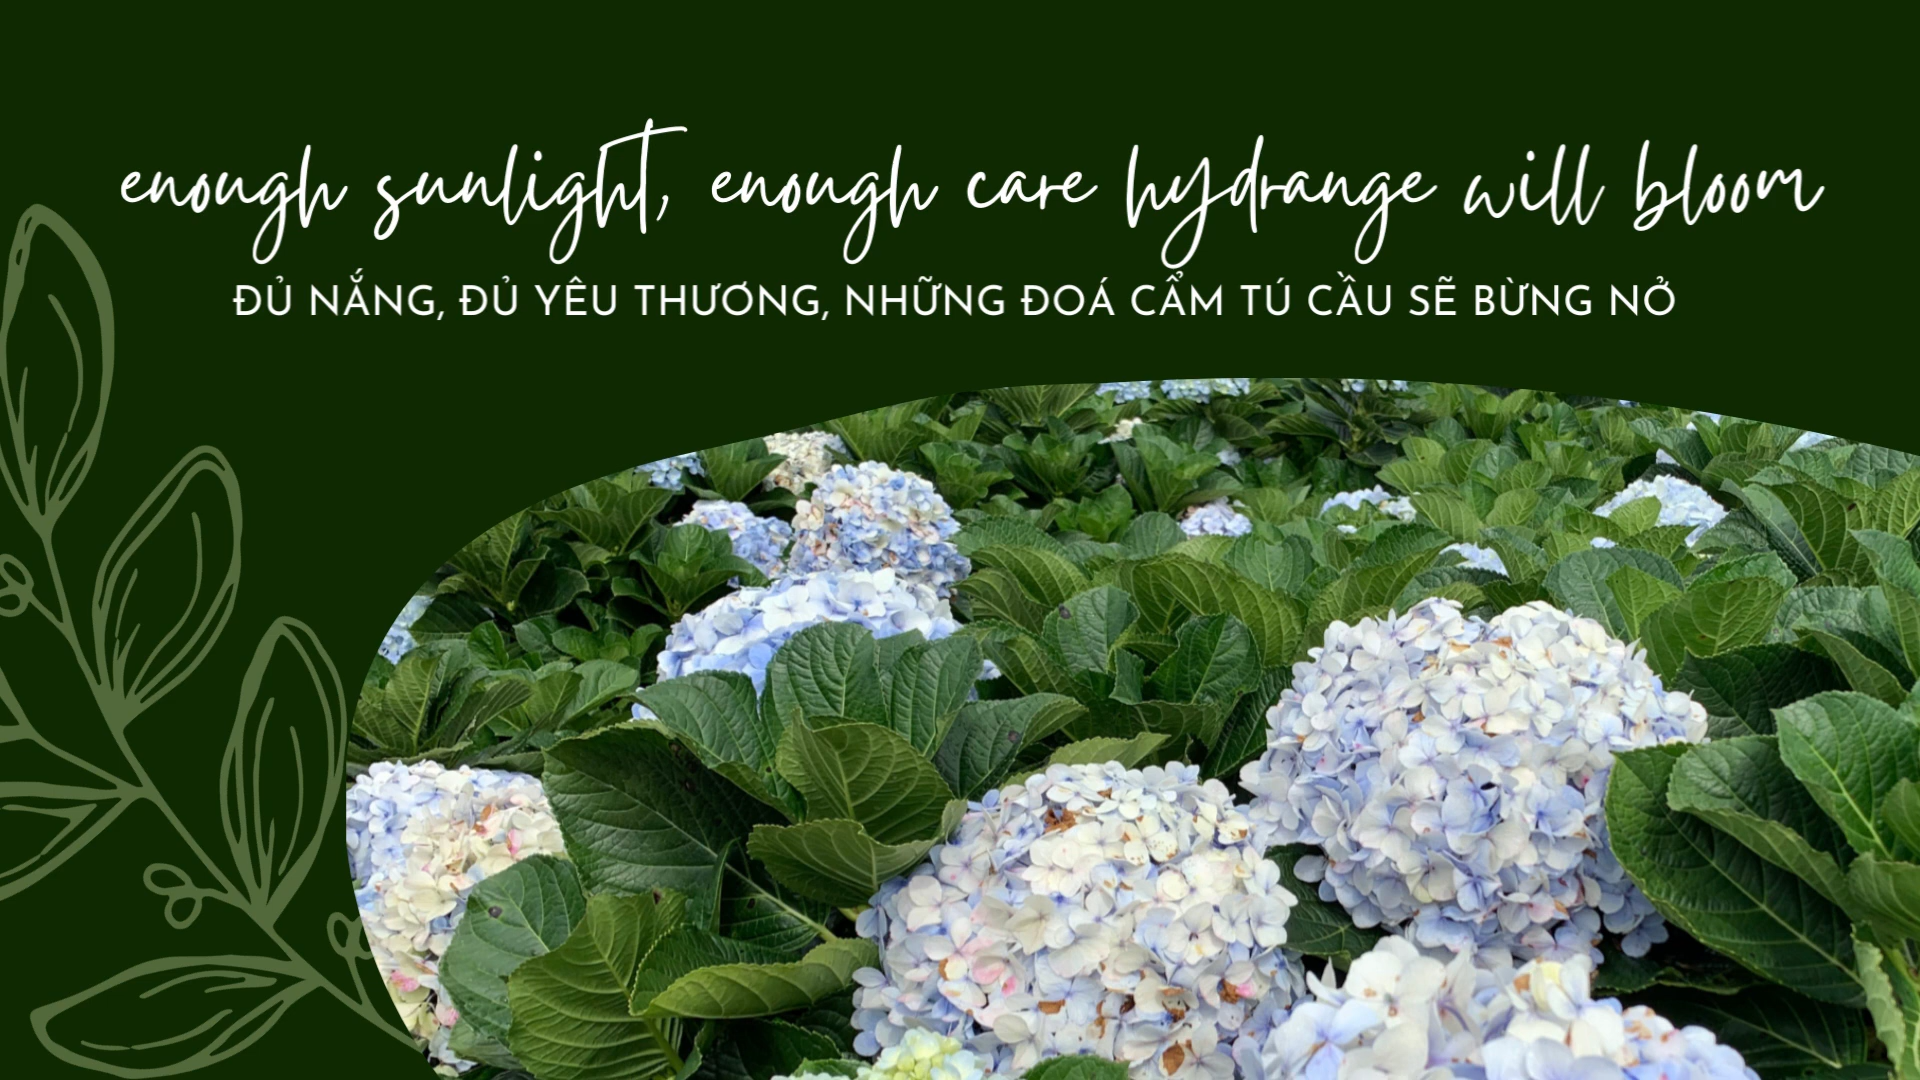 enough sunlight, enough care hydrange will bloom
ĐỦ NẮNG, ĐỦ YÊU THƯƠNG, NHỮNG ĐOÁ CẨM TÚ CẦU SẼ BỪNG NỞ